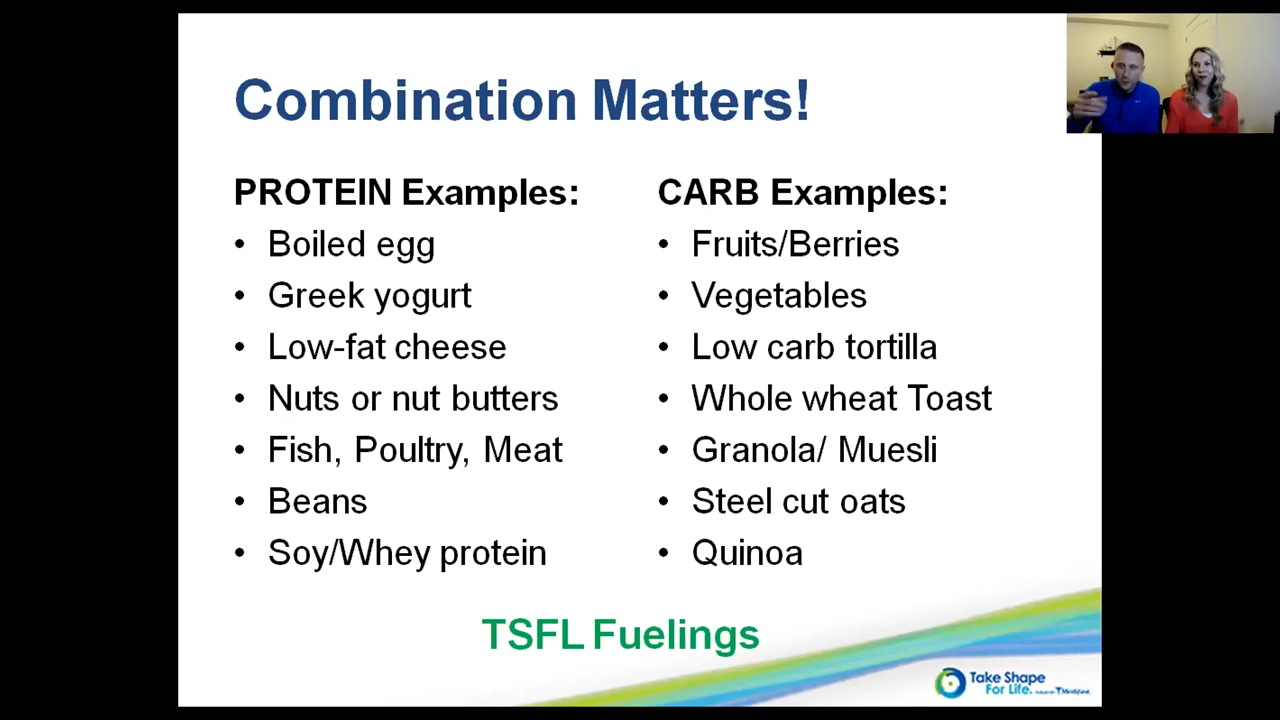 Combination Matters!
PROTEIN Examples:
• Boiled egg
• Greek yogurt
• Low-fat cheese
• Nuts or nut butters
• Fish, Poultry, Meat
• Beans
• Soy/Whey protein
CARB Examples:
• Fruits/Berries
• Vegetables
• Low carb tortilla
• Whole wheat Toast
• Granola/ Muesli
• Steel cut oats
• Quinoa
TSFL Fuelings
Take Shape
For Life